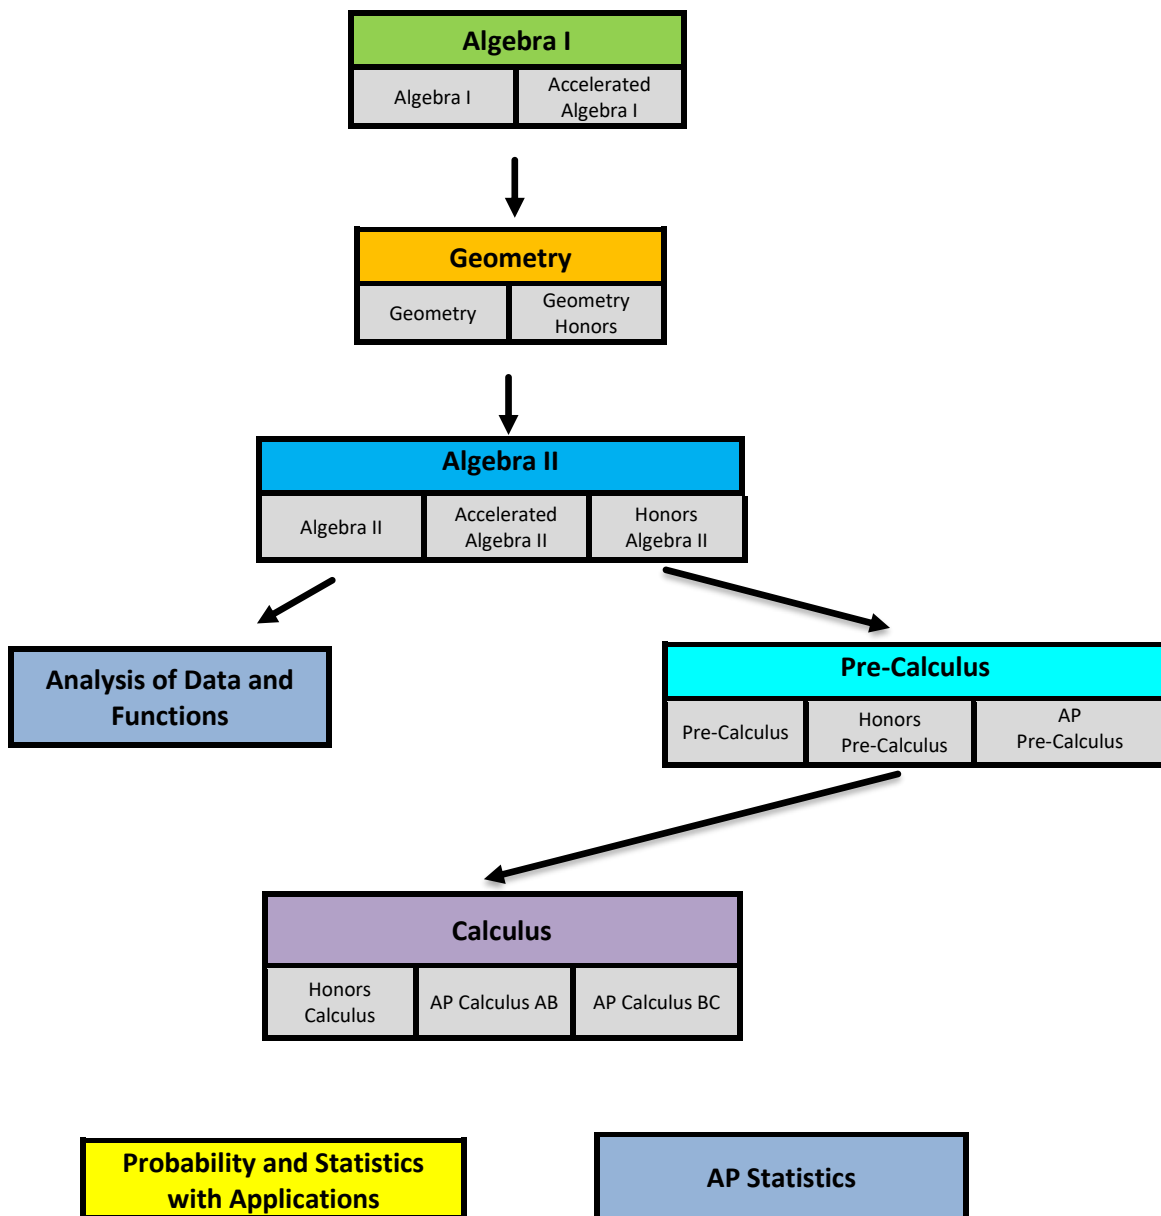 Algebra I
Algebra I
Accelerated
Algebra I
Geometry
Geometry
Geometry
Honors
Algebra II
Algebra II
Accelerated
Algebra II
Honors
Algebra II
Analysis of Data and
Functions
Pre-Calculus
Pre-Calculus
Honors
Pre-Calculus
AP
Pre-Calculus
Calculus
Honors
Calculus
AP Calculus AB
AP Calculus BC
Probability and Statistics
with Applications
AP Statistics